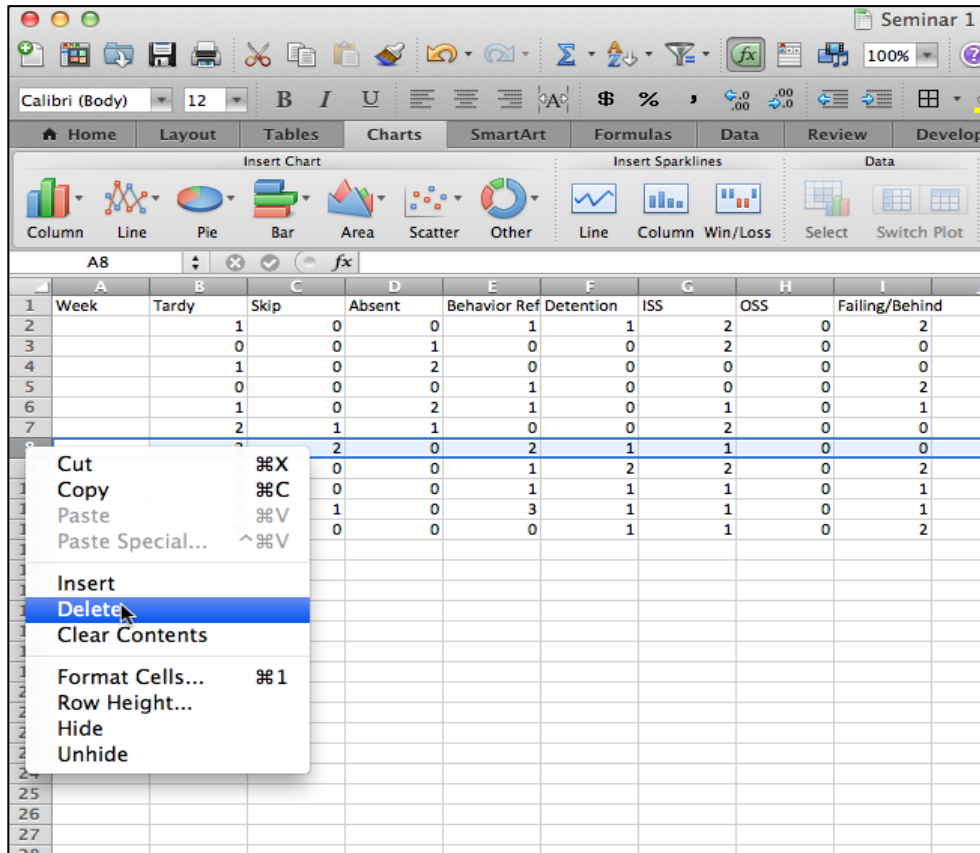 Seminar 1
100%
Calibri (Body) 12 B I U A $ % , .0 .00 .00 .0
Home Layout Tables Charts SmartArt Formulas Data Review Develop
Insert Chart Insert Sparklines Data
Column Line Pie Bar Area Scatter Other Line Column Win/Loss Select Switch Plot
A8 fx
A B C D E F G H I
1 Week Tardy Skip Absent Behavior Ref Detention ISS OSS Failing/Behind
2 1 0 0 1 1 2 0 2
3 0 0 1 0 0 2 0 0
4 1 0 2 0 0 0 0 0
5 0 0 0 1 0 0 0 2
6 1 0 2 1 0 1 0 1
7 2 1 1 0 0 2 0 0
2 0 2 1 1 0 0
0 0 1 2 2 0 2
0 0 1 1 1 0 1
1 0 3 1 1 0 1
0 0 0 1 1 0 2
Cut ⌘X
Copy ⌘C
Paste ⌘V
Paste Special... ^⌘V
Insert
Delete
Clear Contents
Format Cells... ⌘1
Row Height...
Hide
Unhide
25
26
27